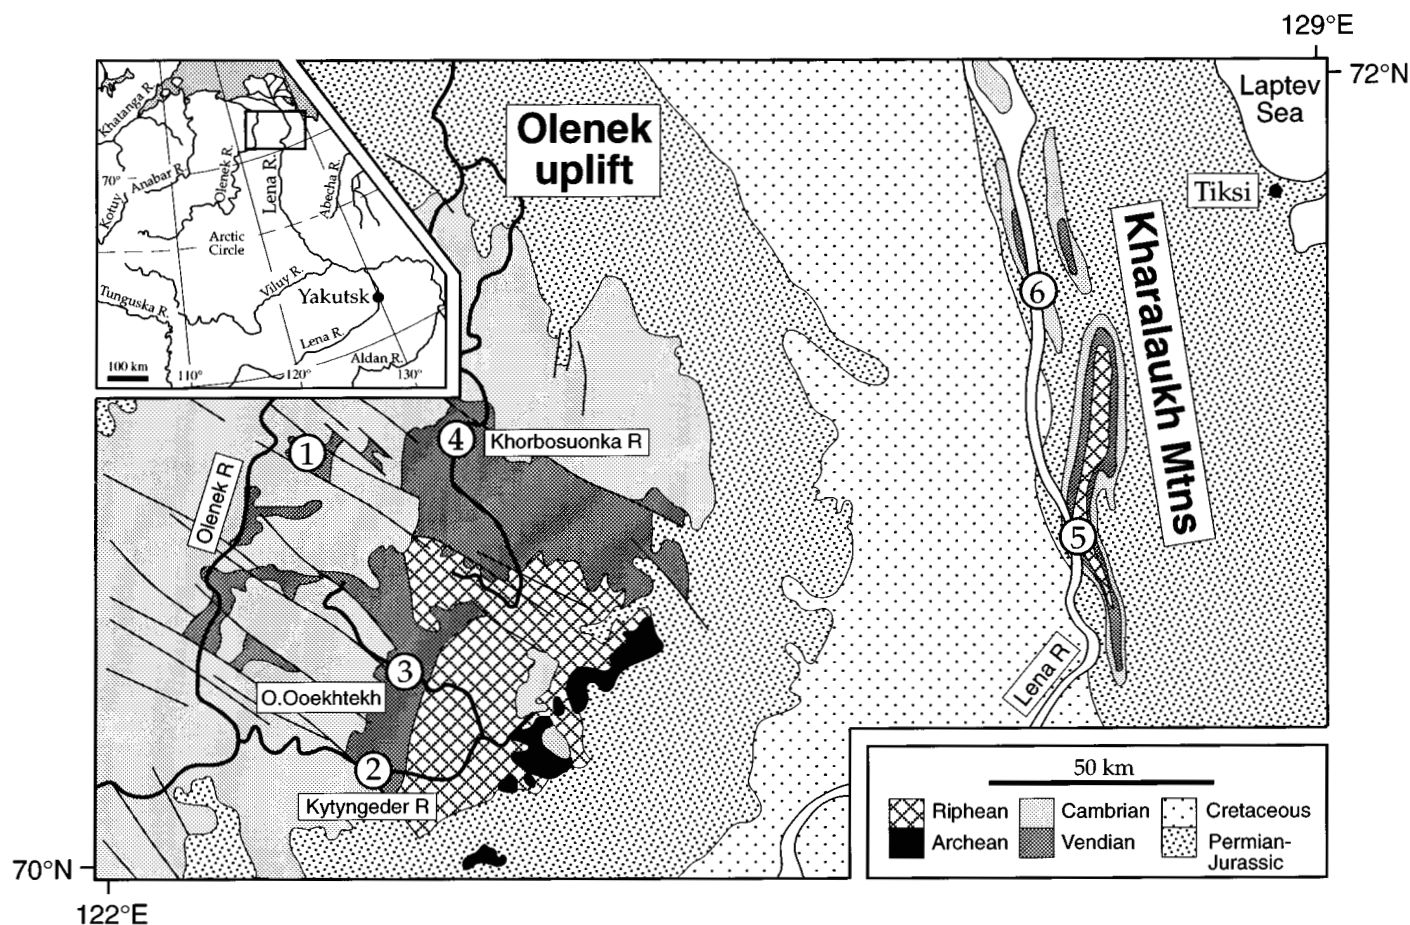 129°E
72°N
Laptev
Sea
Tiksi
Olenek
uplift
Kharalaukh Mtns
Khatanga R.
70°
Anabar R.
Kotuy
Olenek R.
Lena R.
Abecha R.
Arctic
Circle
Viluy R.
Tunguska R.
Yakutsk
Lena R.
Aldan R.
100 km
110°
120°
130°
1
4
Khorbosuonka R
Olenek R
6
5
3
O.Ooekhtekh
2
Kytyngeder R
Lena R
50 km
Riphean
Cambrian
Cretaceous
Archean
Vendian
Permian-
Jurassic
70°N
122°E